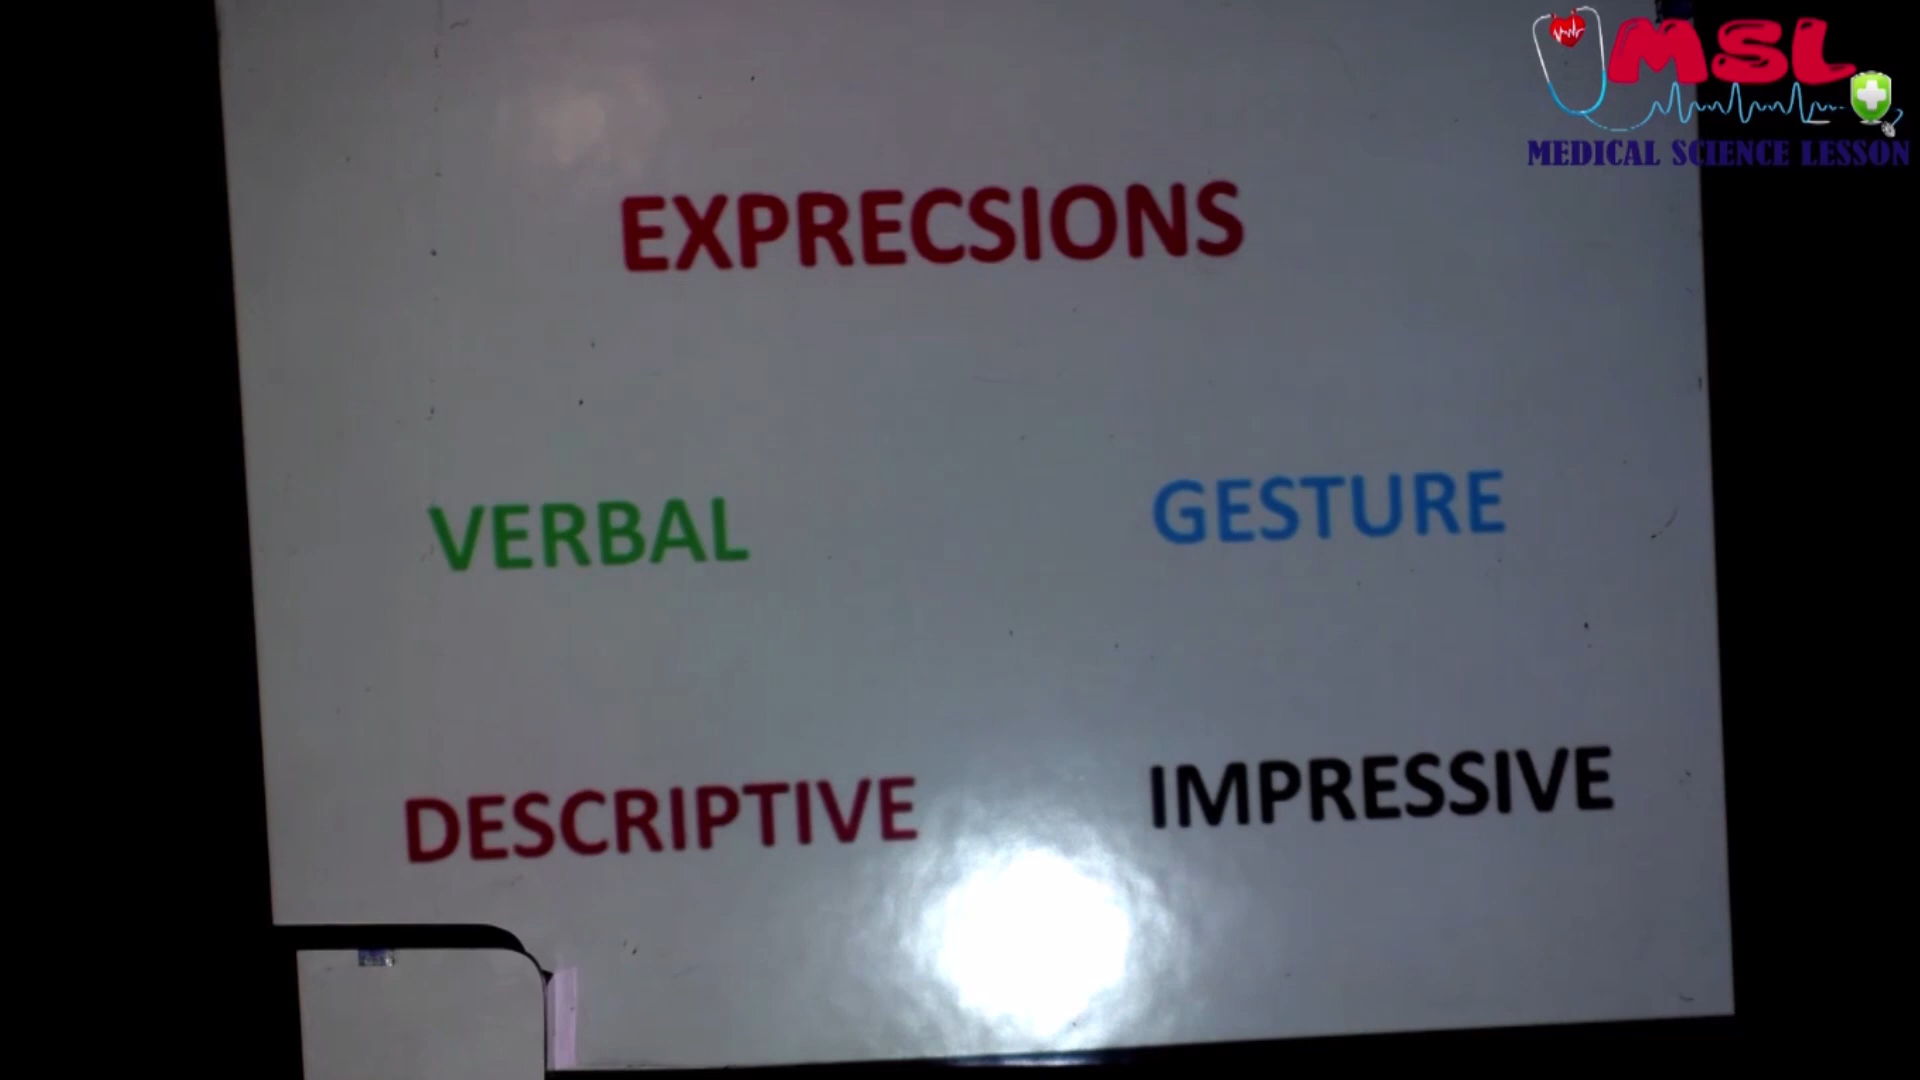 MSL
MEDICAL SCIENCE LESSON
EXPRECSIONS
VERBAL GESTURE
DESCRIPTIVE IMPRESSIVE